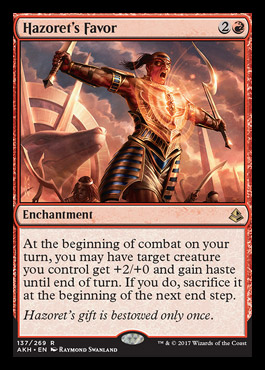 Hazoret's Favor 2
Enchantment
At the beginning of combat on your
turn, you may have target creature
you control get +2/+0 and gain haste
until end of turn. If you do, sacrifice it
at the beginning of the next end step.
Hazoret's gift is bestowed only once.
137/269 R
AKH • EN RAYMOND SWANLAND ™ & © 2017 Wizards of the Coast